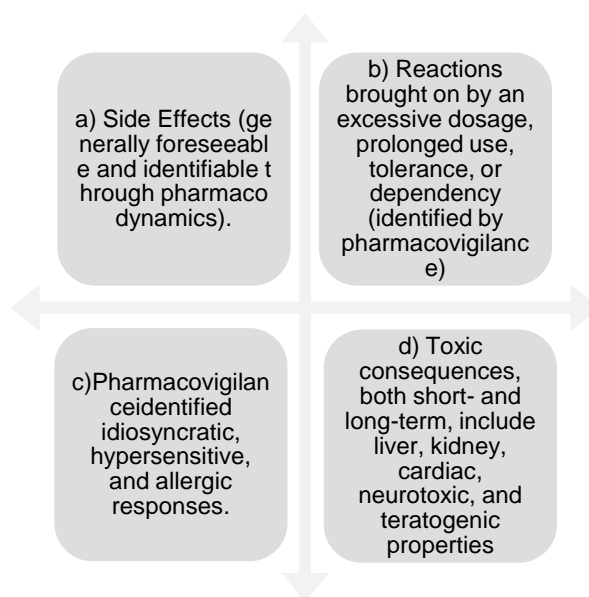 a) Side Effects (ge
nerally foreseeabl
e and identifiable t
hrough pharmaco
dynamics).
b) Reactions
brought on by an
excessive dosage,
prolonged use,
tolerance, or
dependency
(identified by
pharmacovigilanc
e)
c)Pharmacovigilan
ceidentified
idiosyncratic,
hypersensitive,
and allergic
responses.
d) Toxic
consequences,
both short- and
long-term, include
liver, kidney,
cardiac,
neurotoxic, and
teratogenic
properties